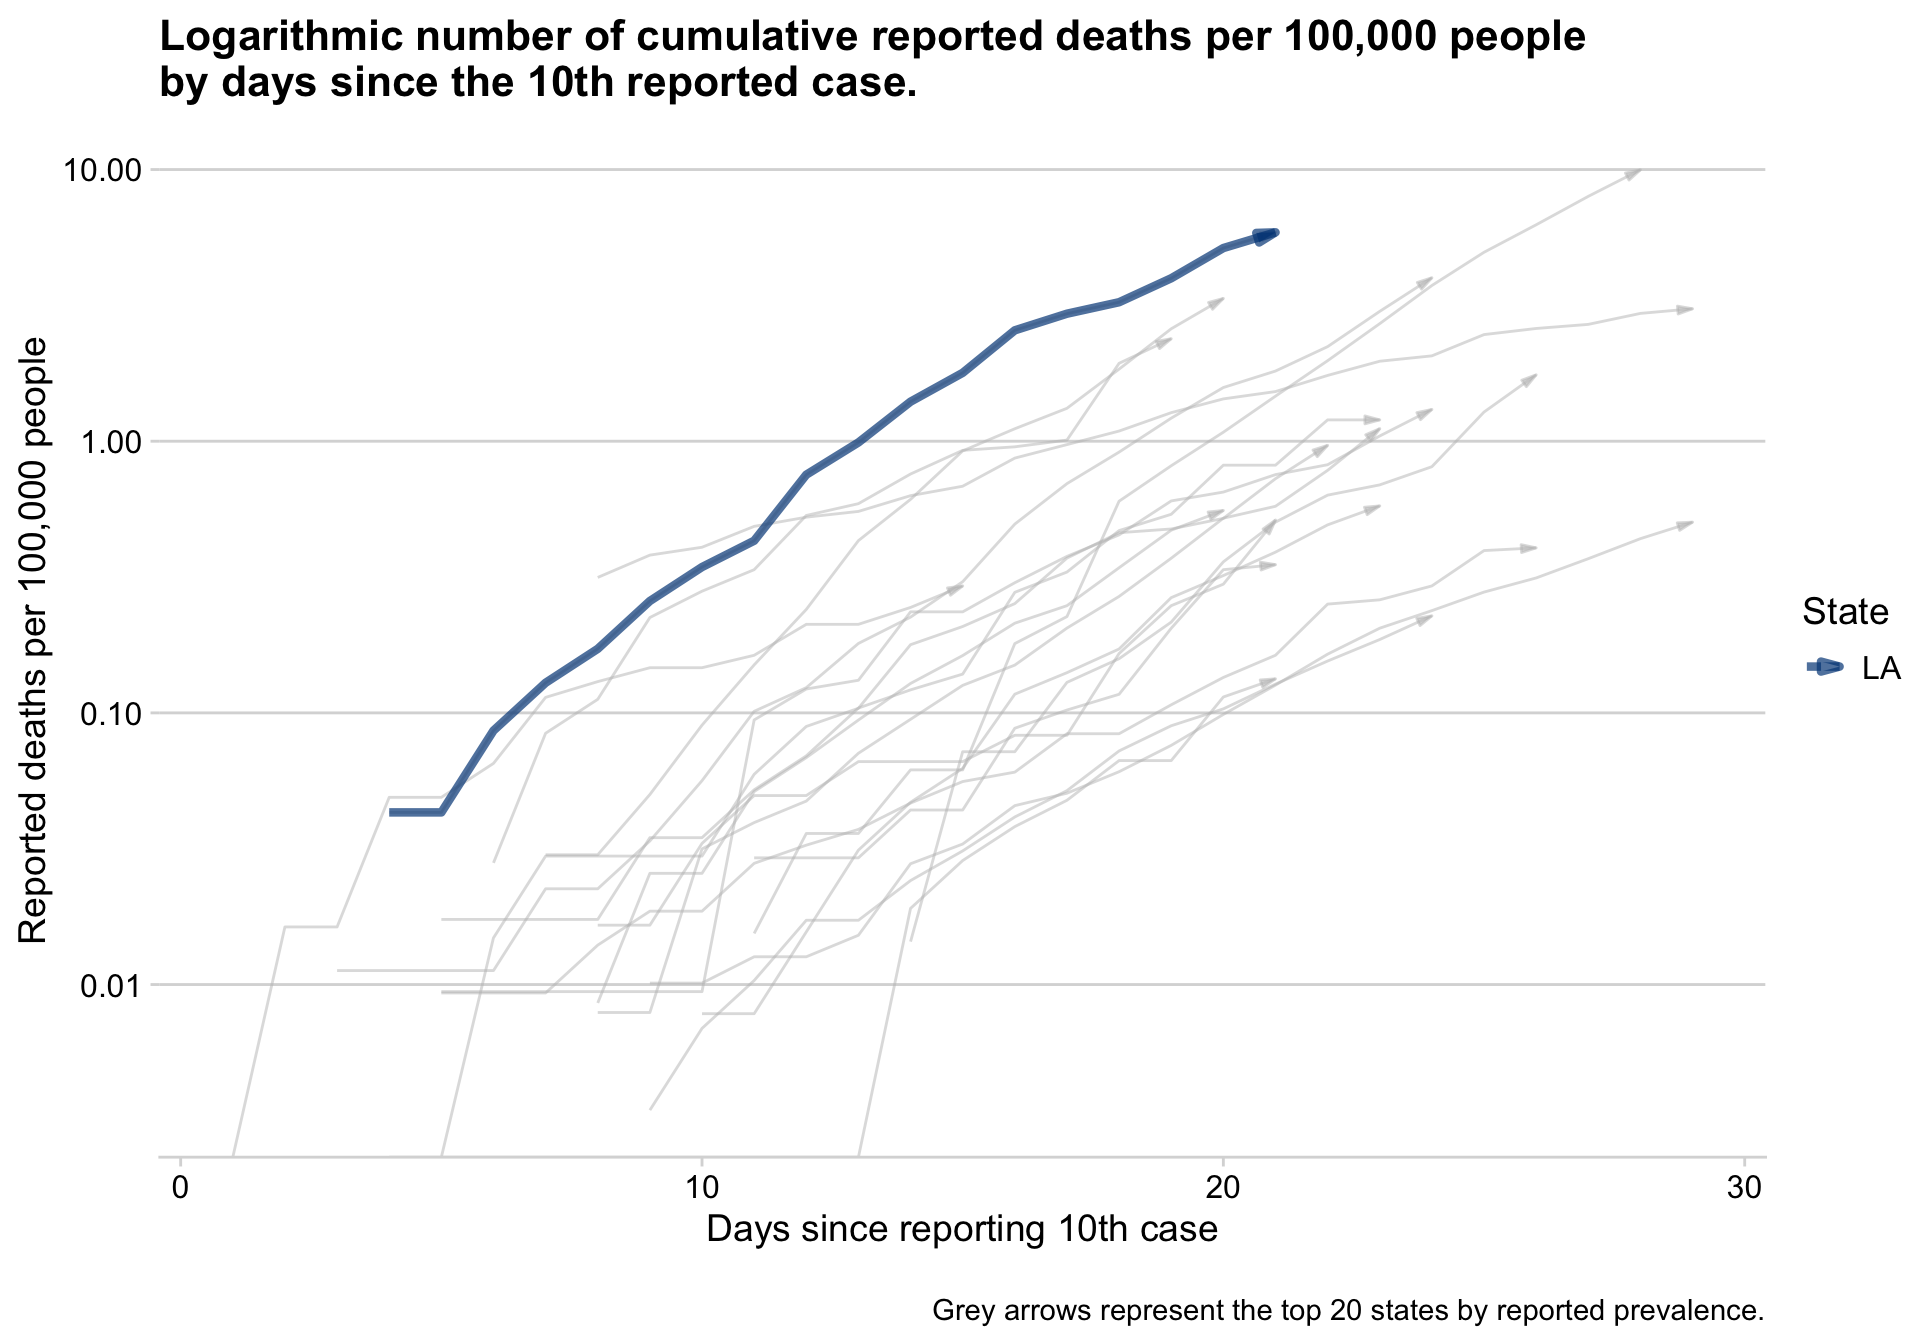 Logarithmic number of cumulative reported deaths per 100,000 people
by days since the 10th reported case.
10.00
1.00
0.10
0.01
Reported deaths per 100,000 people
0
10
20
30
Days since reporting 10th case
State
LA
Grey arrows represent the top 20 states by reported prevalence.